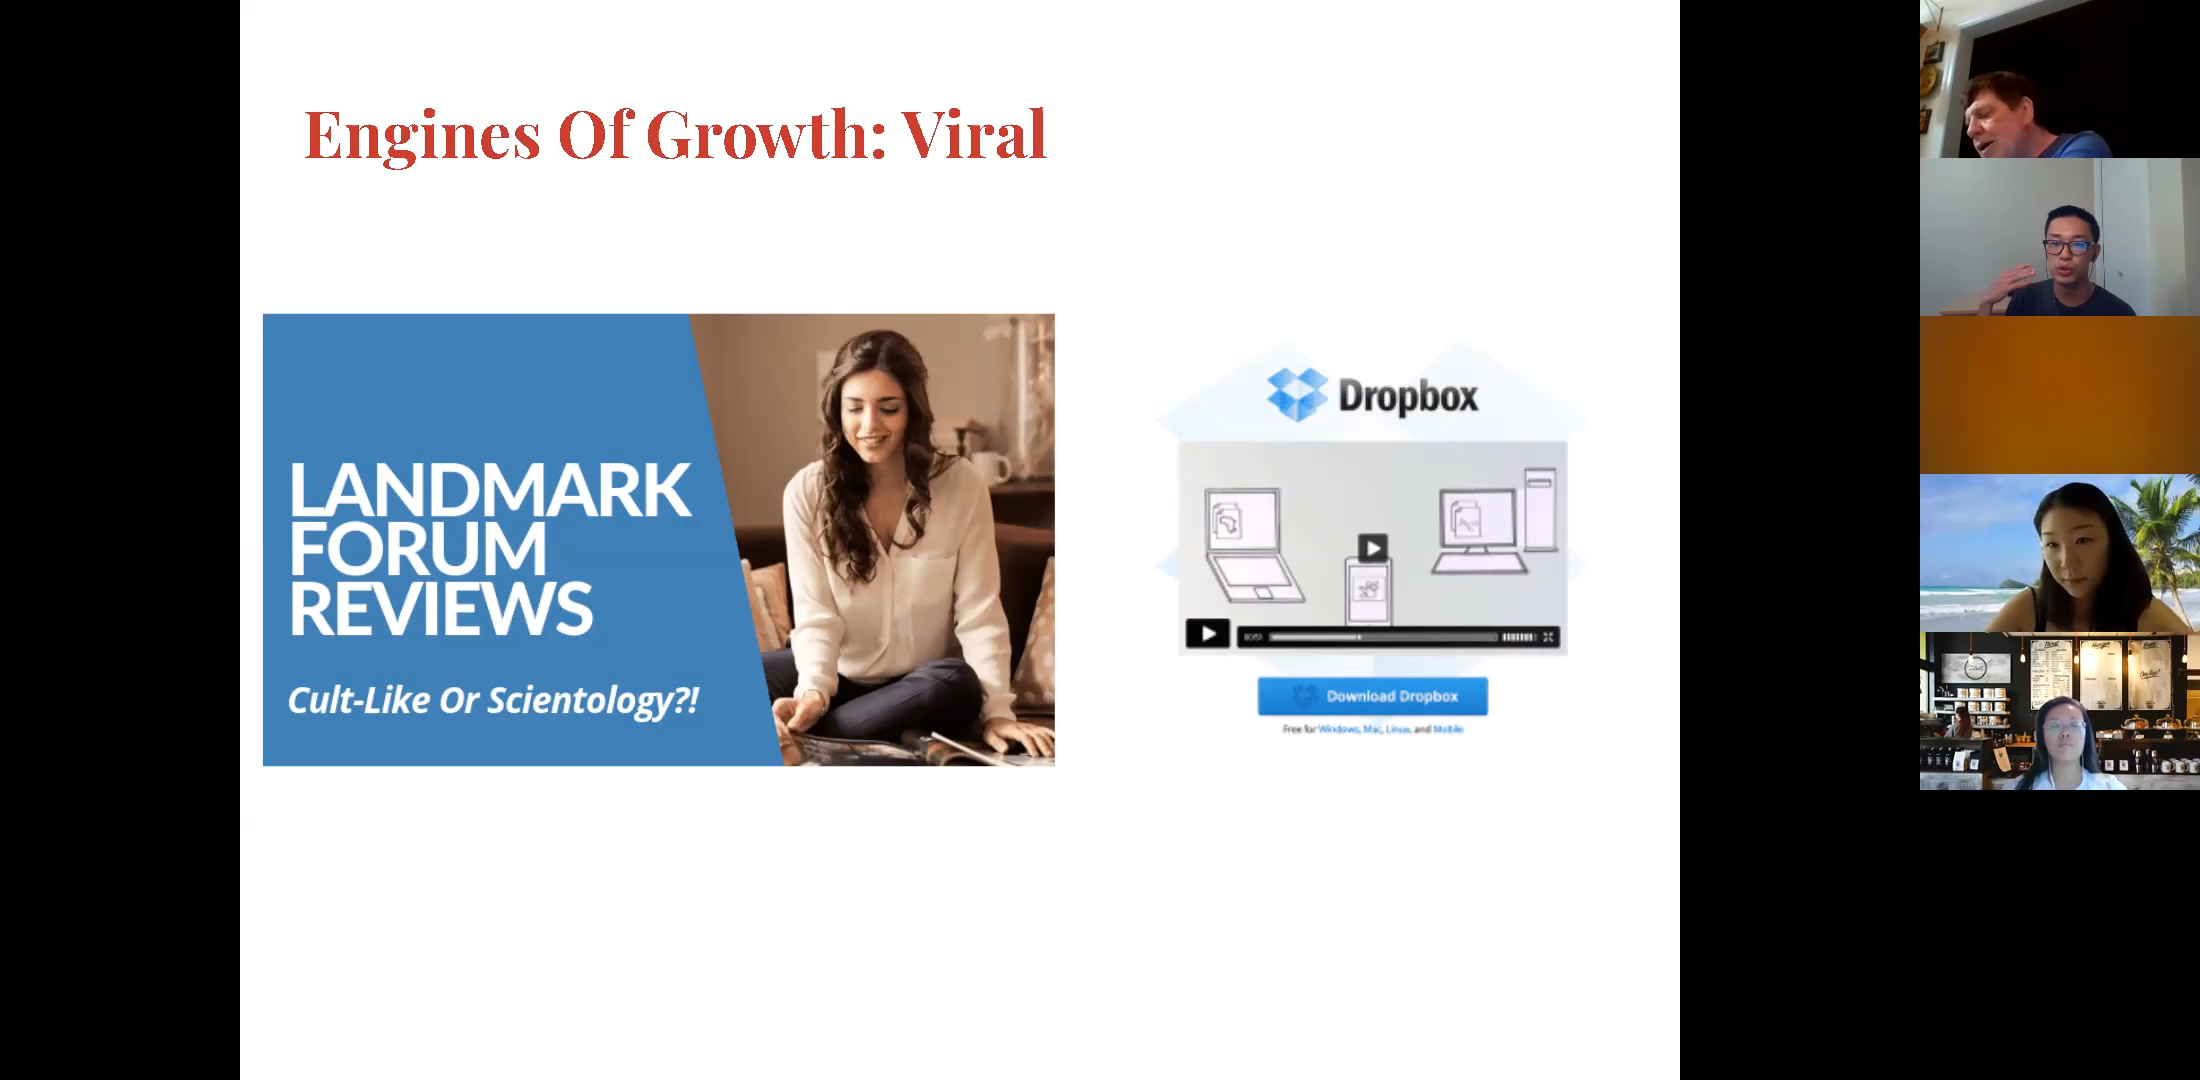 Engines Of Growth: Viral
LANDMARK
FORUM
REVIEWS
Cult-Like Or Scientology?!
Dropbox
Download Dropbox
Free for Windows, Mac, Linux, and Mobile